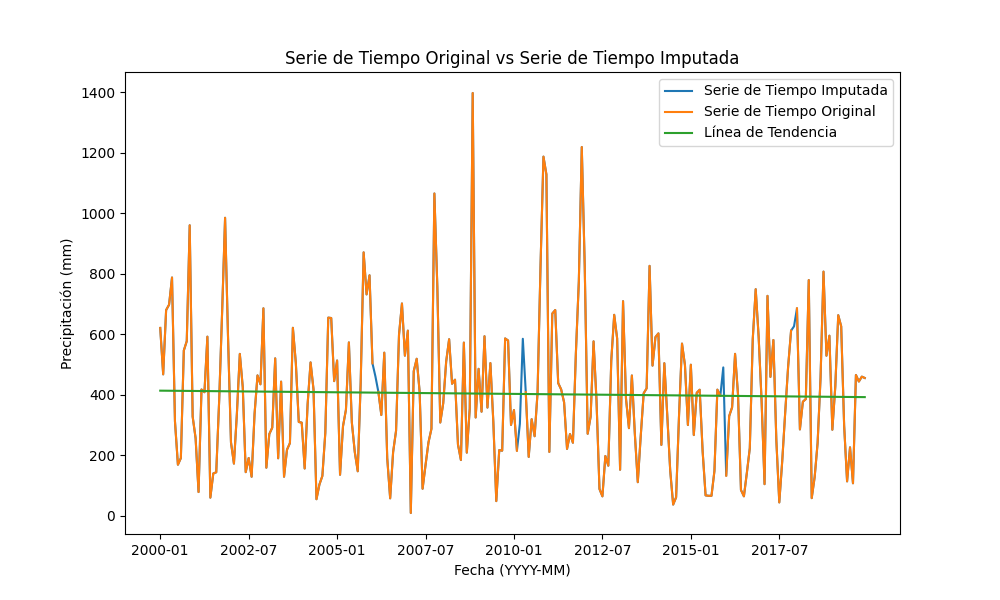 Serie de Tiempo Original vs Serie de Tiempo Imputada
Serie de Tiempo Imputada
Serie de Tiempo Original
Línea de Tendencia
Precipitación (mm)
1400
1200
1000
800
600
400
200
0
2000-01 2002-07 2005-01 2007-07 2010-01 2012-07 2015-01 2017-07
Fecha (YYYY-MM)